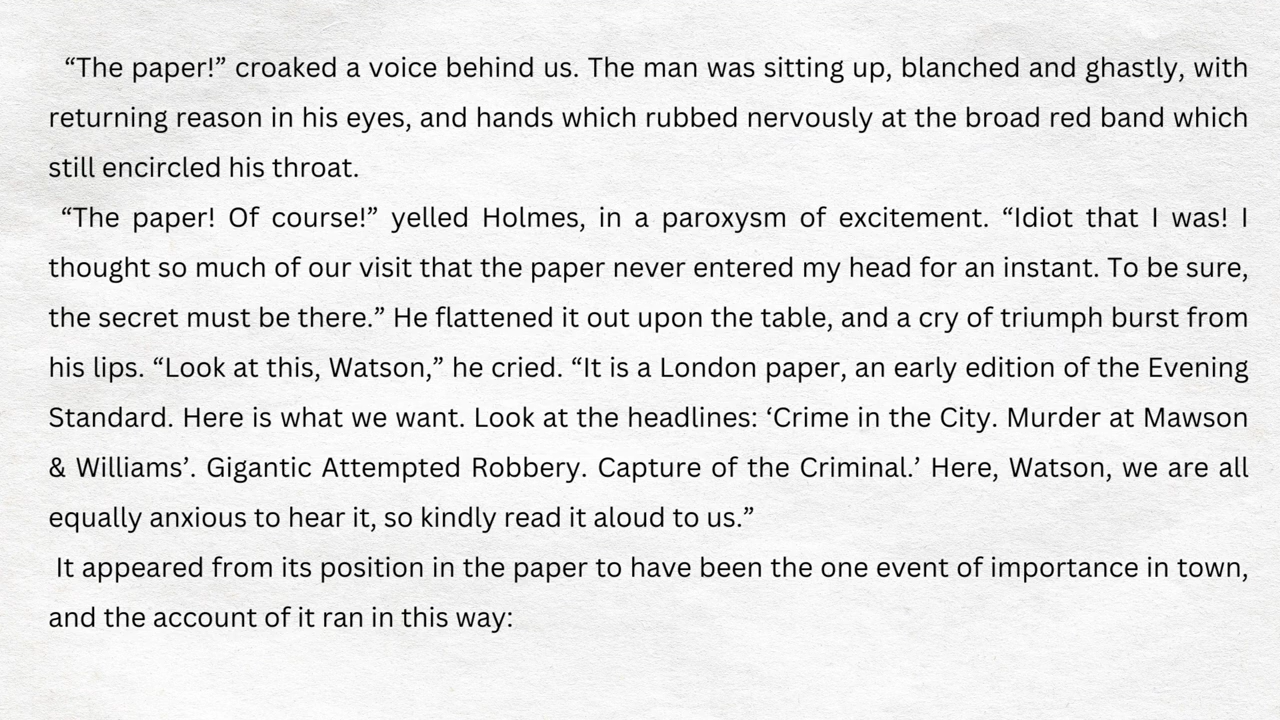 “The paper!” croaked a voice behind us. The man was sitting up, blanched and ghastly, with
returning reason in his eyes, and hands which rubbed nervously at the broad red band which
still encircled his throat.
“The paper! Of course!” yelled Holmes, in a paroxysm of excitement. “Idiot that I was! I
thought so much of our visit that the paper never entered my head for an instant. To be sure,
the secret must be there.” He flattened it out upon the table, and a cry of triumph burst from
his lips. “Look at this, Watson,” he cried. “It is a London paper, an early edition of the Evening
Standard. Here is what we want. Look at the headlines: ‘Crime in the City. Murder at Mawson
& Williams’. Gigantic Attempted Robbery. Capture of the Criminal.’ Here, Watson, we are all
equally anxious to hear it, so kindly read it aloud to us.”
It appeared from its position in the paper to have been the one event of importance in town,
and the account of it ran in this way: